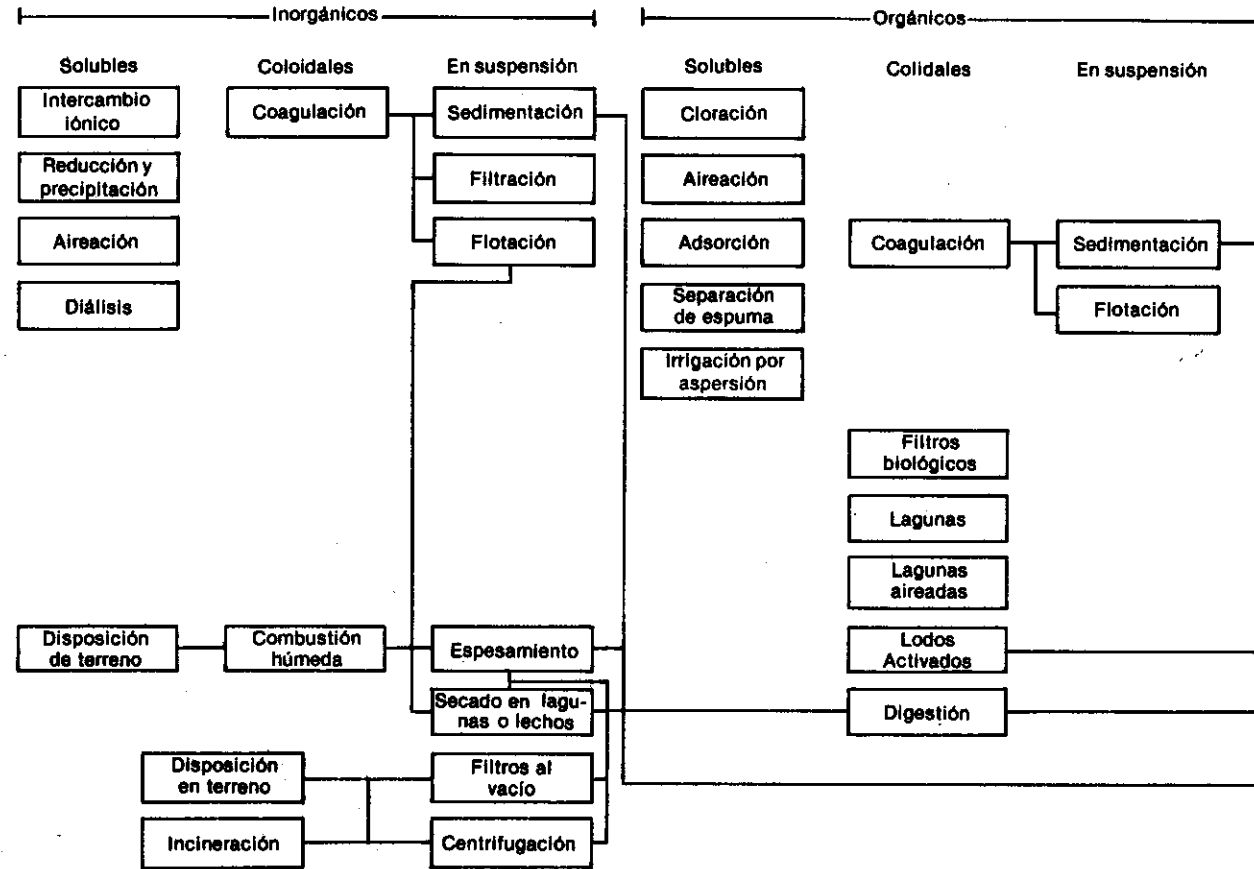 Inorgánicos
Orgánicos
Solubles
Coloidales
En suspensión
Solubles
Colidales
En suspensión
Intercambio
iónico
Coagulación
Sedimentación
Cloración
Reducción y
precipitación
Filtración
Aireación
Aireación
Flotación
Adsorción
Coagulación
Sedimentación
Diálisis
Separación
de espuma
Flotación
Irrigación por
aspersión
Filtros
biológicos
Lagunas
Lagunas
aireadas
Disposición
de terreno
Combustión
húmeda
Espesamiento
Lodos
Activados
Secado en lagu-
nas o lechos
Digestión
Disposición
en terreno
Filtros al
vacío
Incineración
Centrifugación